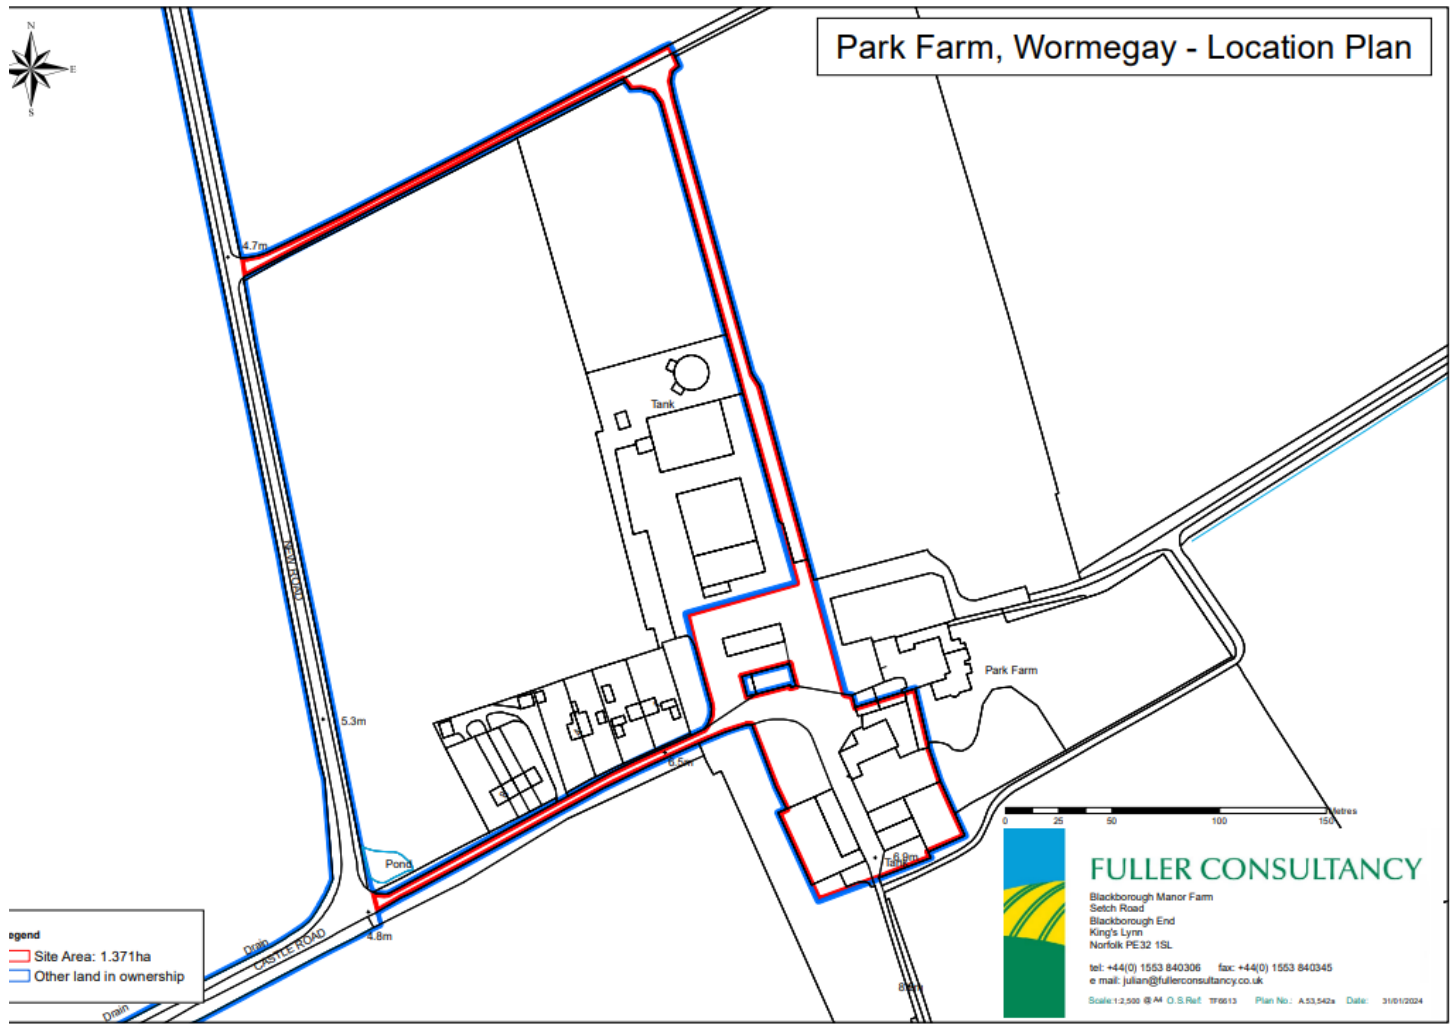 Park Farm, Wormegay - Location Plan
N
E
S
4.7m
Tank
NEW ROAD
Park Farm
5.3m
6.5m
Metres
0 25 50 100 150
6.9m
Tank
Pond
FULLER CONSULTANCY
Blackborough Manor Farm
Setch Road
Blackborough End
King's Lynn
Norfolk PE32 1SL
tel: +44(0) 1553 840306 fax: +44(0) 1553 840345
e mail: julian@fullerconsultancy.co.uk
Scale:1:2,500 @ A4 O.S.Ref: TF6613 Plan No.: A.53,542a Date: 31/01/2024
4.8m
Drain
CASTLE ROAD
Drain
egend
Site Area: 1.371ha
Other land in ownership